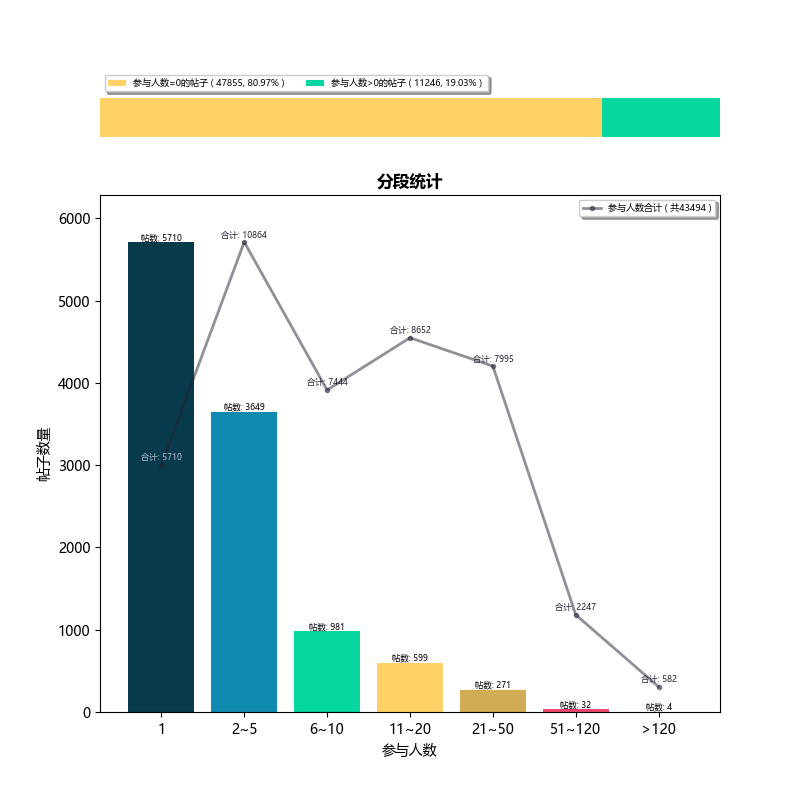 参与人数=0的帖子 ( 47855, 80.97% ) 参与人数>0的帖子 ( 11246, 19.03% )
分段统计
参与人数合计 ( 共43494 )
6000
5000
4000
3000
2000
1000
0
帖子数量
帖数: 5710
合计: 10864
合计: 8652
合计: 7995
合计: 7444
帖数: 3649
合计: 5710
合计: 2247
帖数: 981
帖数: 599
合计: 582
帖数: 271
帖数: 32
帖数: 4
1 2~5 6~10 11~20 21~50 51~120 >120
参与人数